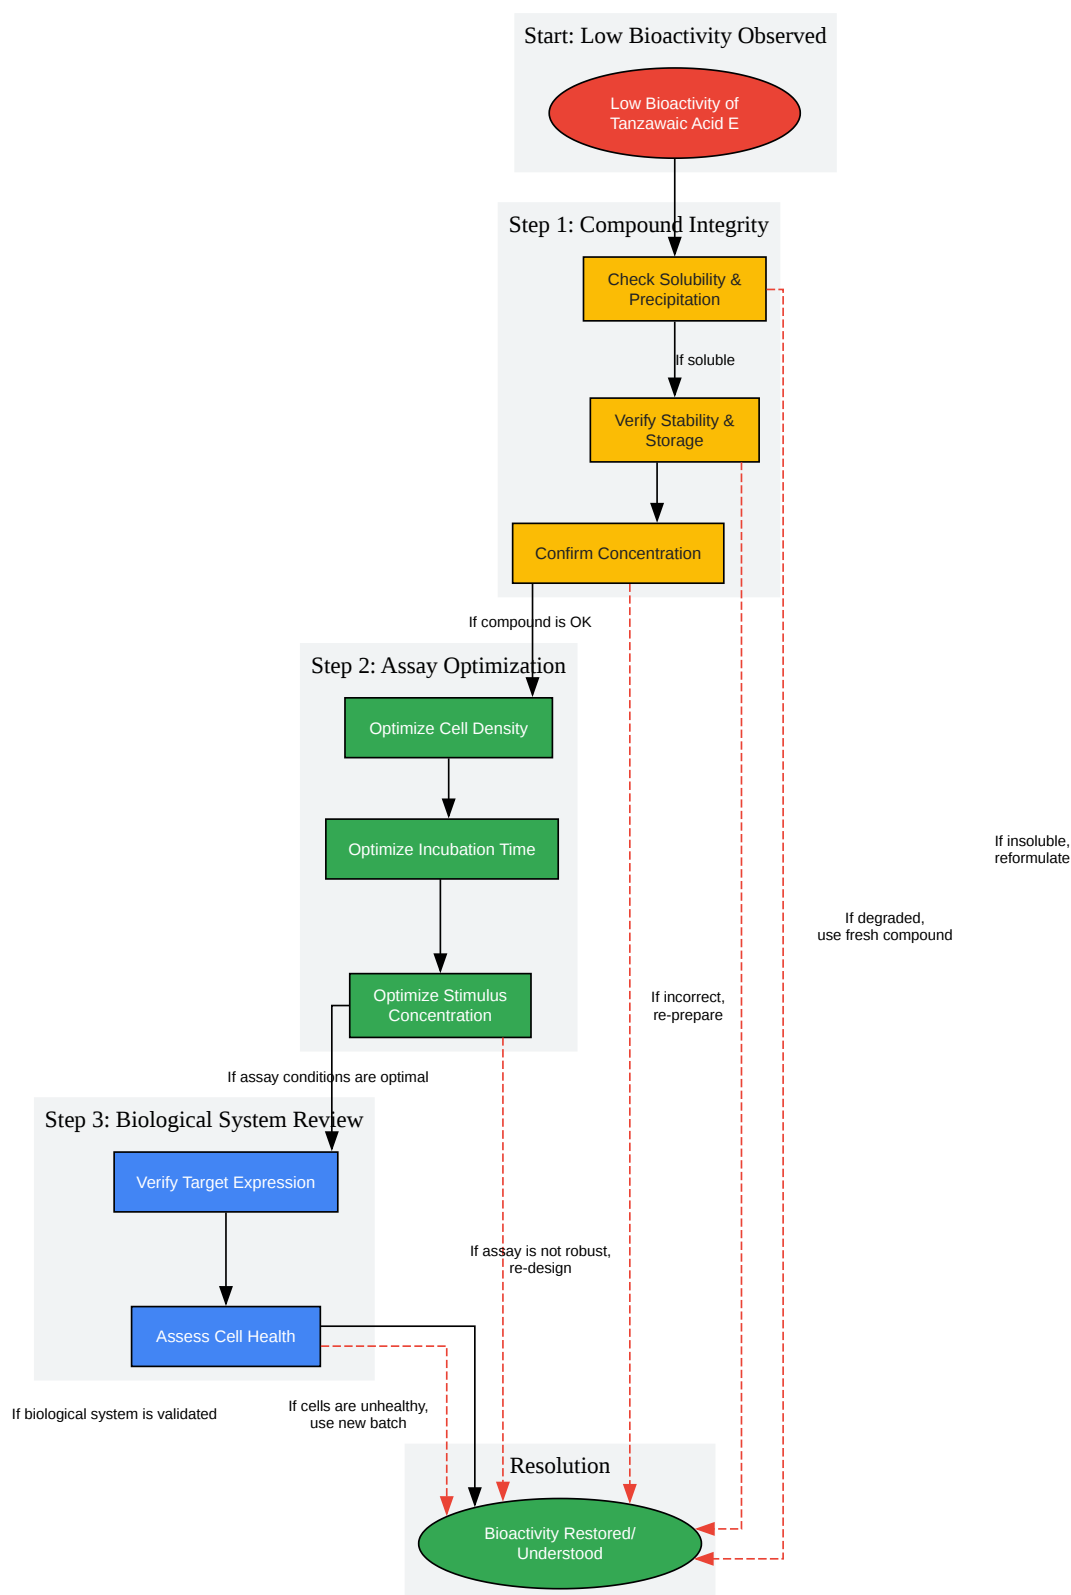 Start: Low Bioactivity Observed
Low Bioactivity of
Tanzawaic Acid E
Step 1: Compound Integrity
Check Solubility &
Precipitation
If soluble
Verify Stability &
Storage
Confirm Concentration
If compound is OK
Step 2: Assay Optimization
Optimize Cell Density
Optimize Incubation Time
If insoluble,
reformulate
If degraded,
use fresh compound
Optimize Stimulus
Concentration
If incorrect,
re-prepare
If assay conditions are optimal
Step 3: Biological System Review
Verify Target Expression
If assay is not robust,
re-design
Assess Cell Health
If biological system is validated
If cells are unhealthy,
use new batch
Resolution
Bioactivity Restored/
Understood